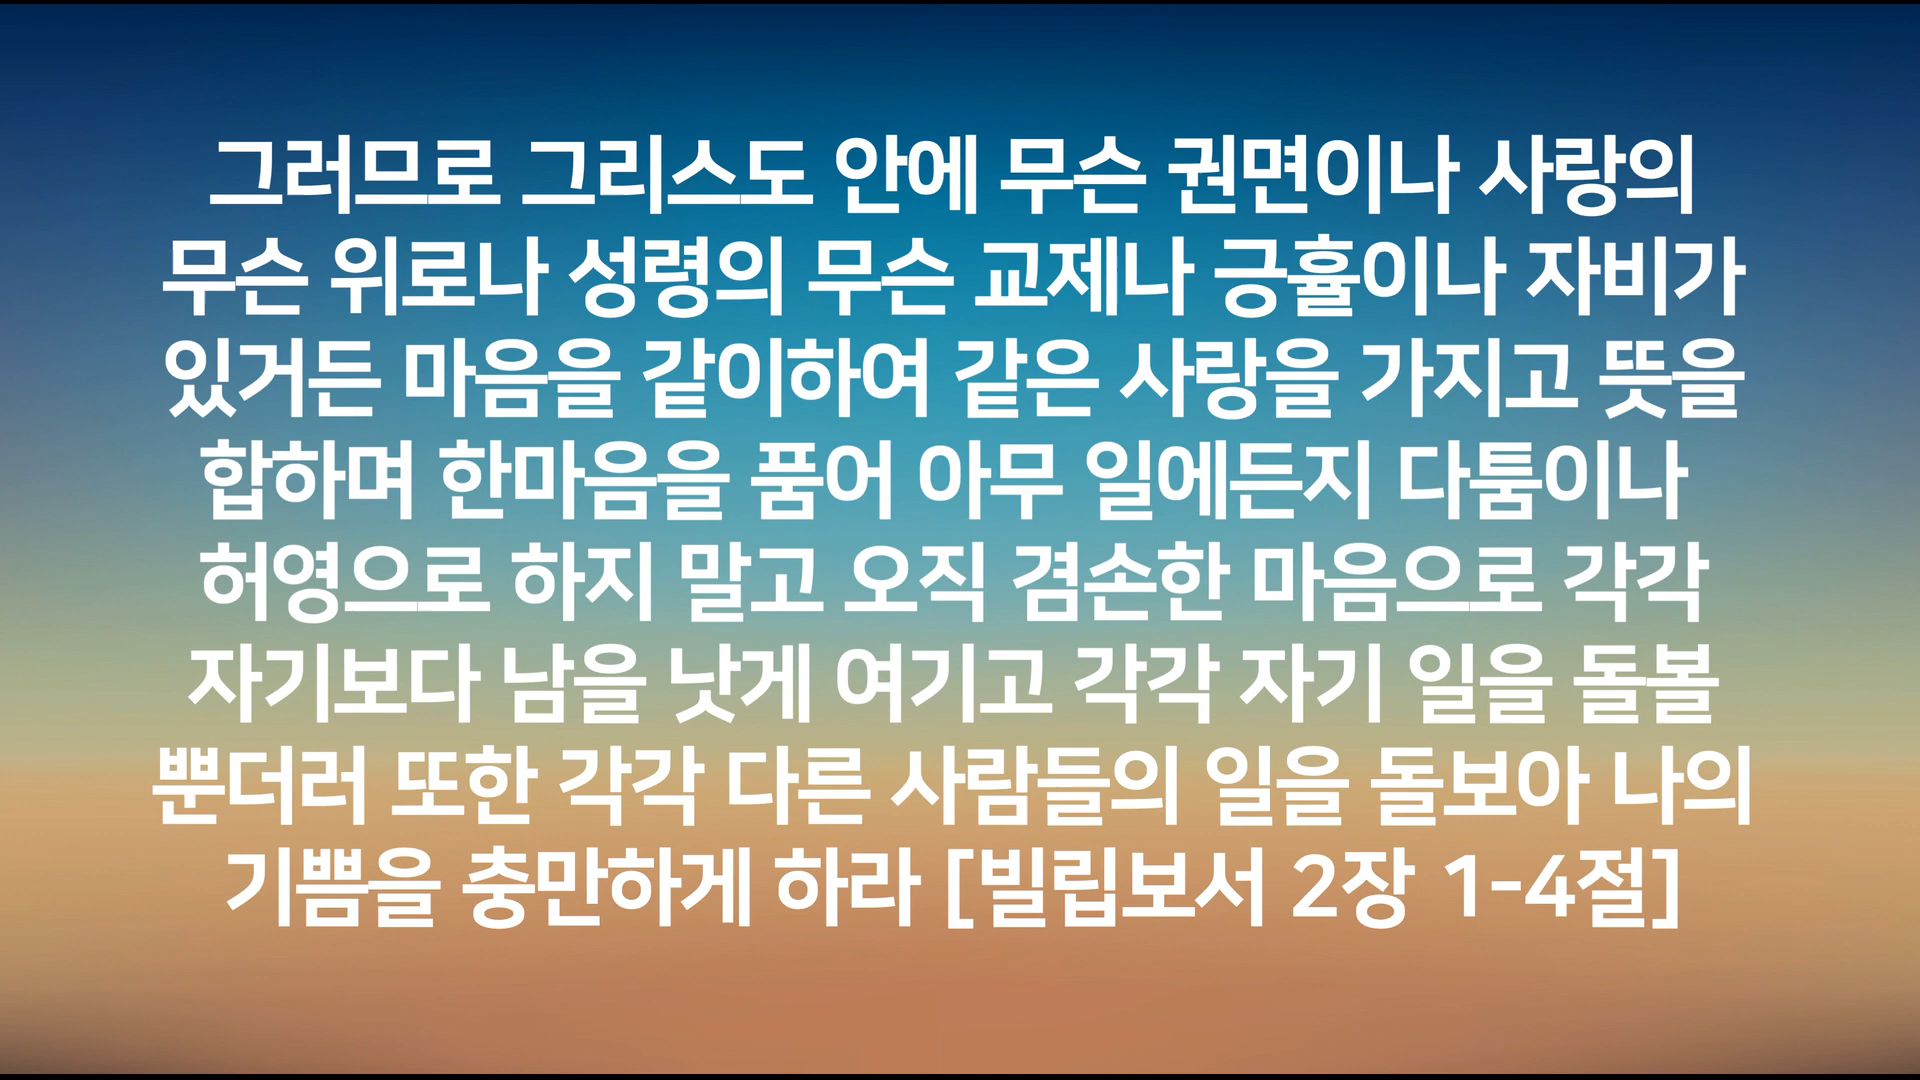 그러므로 그리스도 안에 무슨 권면이나 사랑의
무슨 위로나 성령의 무슨 교제나 긍휼이나 자비가
있거든 마음을 같이하여 같은 사랑을 가지고 뜻을
합하며 한마음을 품어 아무 일에든지 다툼이나
허영으로 하지 말고 오직 겸손한 마음으로 각각
자기보다 남을 낫게 여기고 각각 자기 일을 돌볼
뿐더러 또한 각각 다른 사람들의 일을 돌보아 나의
기쁨을 충만하게 하라 [빌립보서 2장 1-4절]